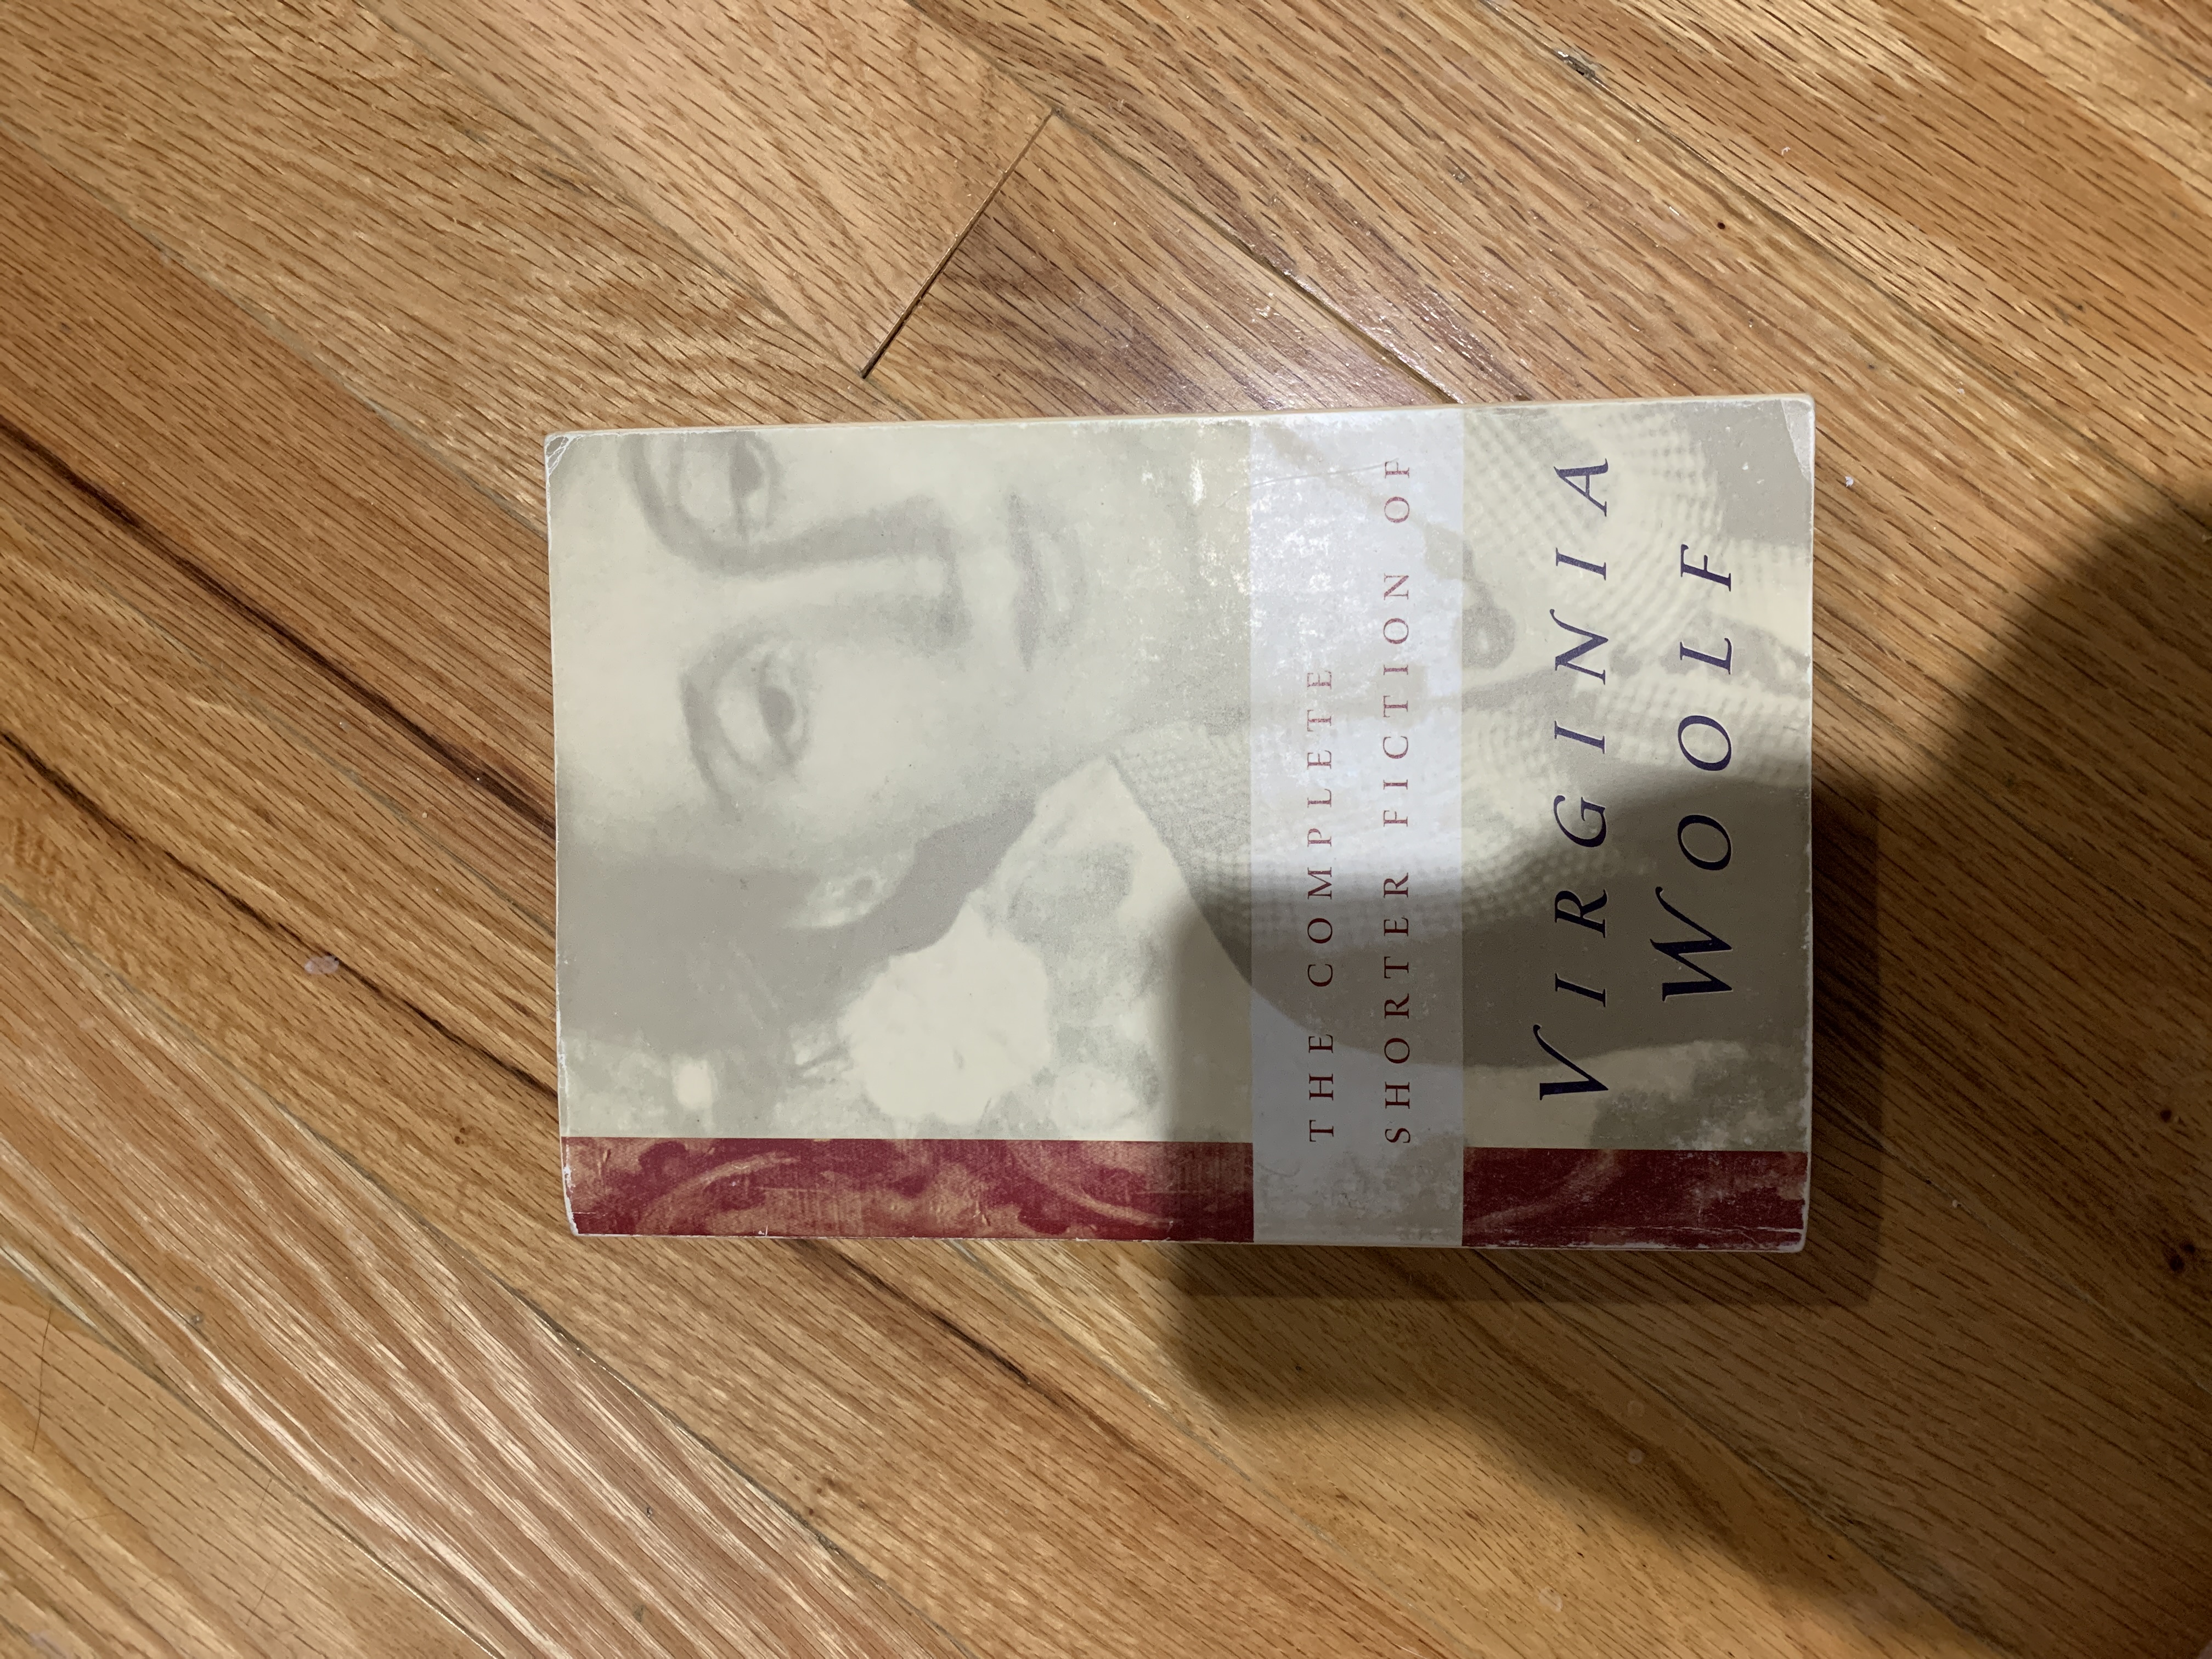 THE COMPLETE
SHORTER FICTION OF
VIRGINIA
WOOLF